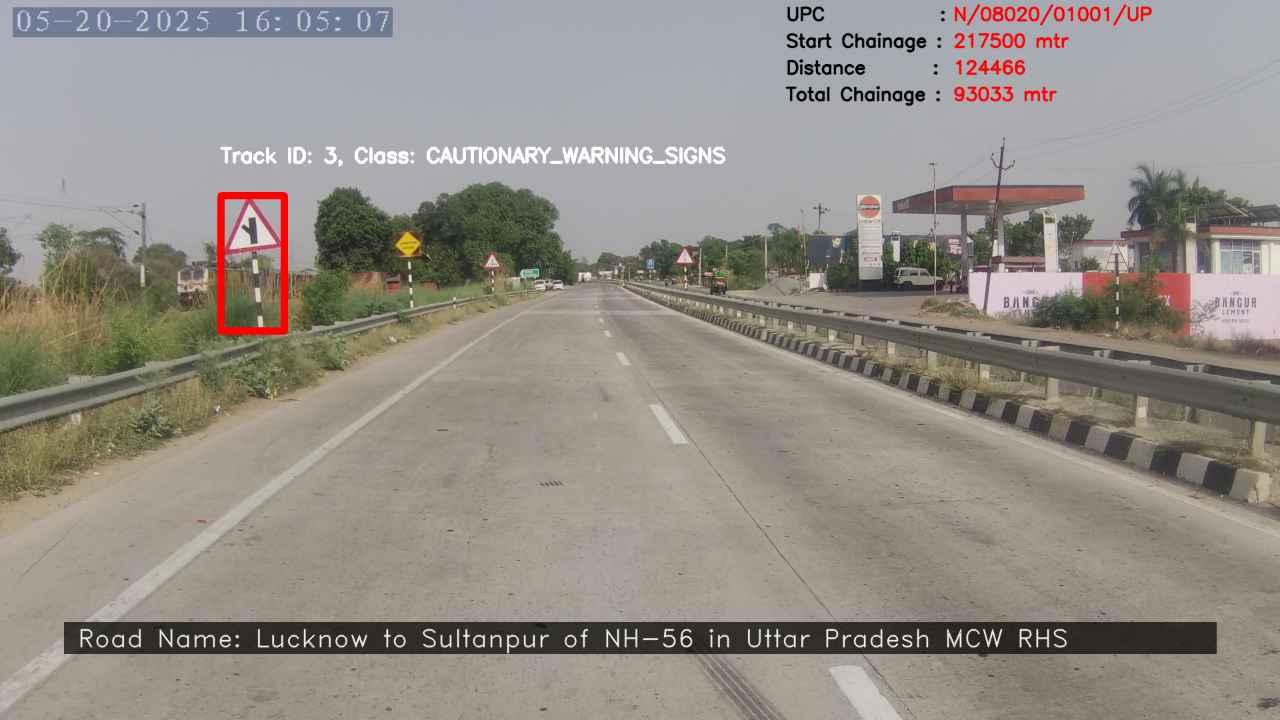 05-20-2025 16:05:07
UPC : N/08020/01001/UP
Start Chainage : 217500 mtr
Distance : 124466
Total Chainage : 93033 mtr
Track ID: 3, Class: CAUTIONARY_WARNING_SIGNS
BANGUR
CEMENT
Road Name: Lucknow to Sultanpur of NH-56 in Uttar Pradesh MCW RHS